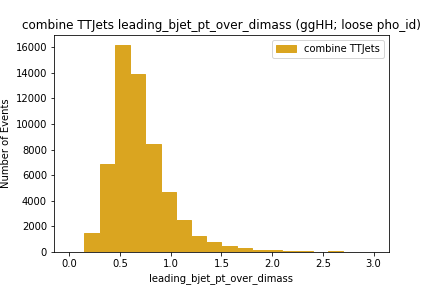 combine TTJets leading_bjet_pt_over_dimass (ggHH; loose pho_id)
combine TTJets
Number of Events
16000
14000
12000
10000
8000
6000
4000
2000
0
0.0 0.5 1.0 1.5 2.0 2.5 3.0
leading_bjet_pt_over_dimass